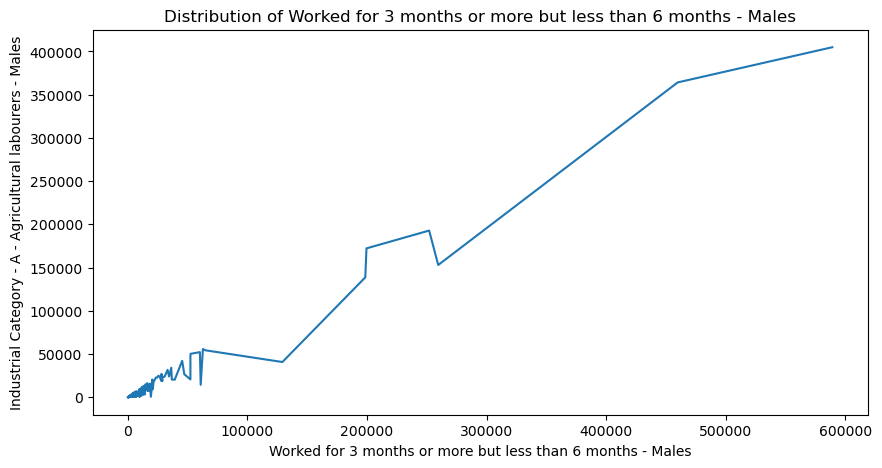 Distribution of Worked for 3 months or more but less than 6 months - Males
Industrial Category - A - Agricultural labourers - Males
400000
350000
300000
250000
200000
150000
100000
50000
0
0 100000 200000 300000 400000 500000 600000
Worked for 3 months or more but less than 6 months - Males